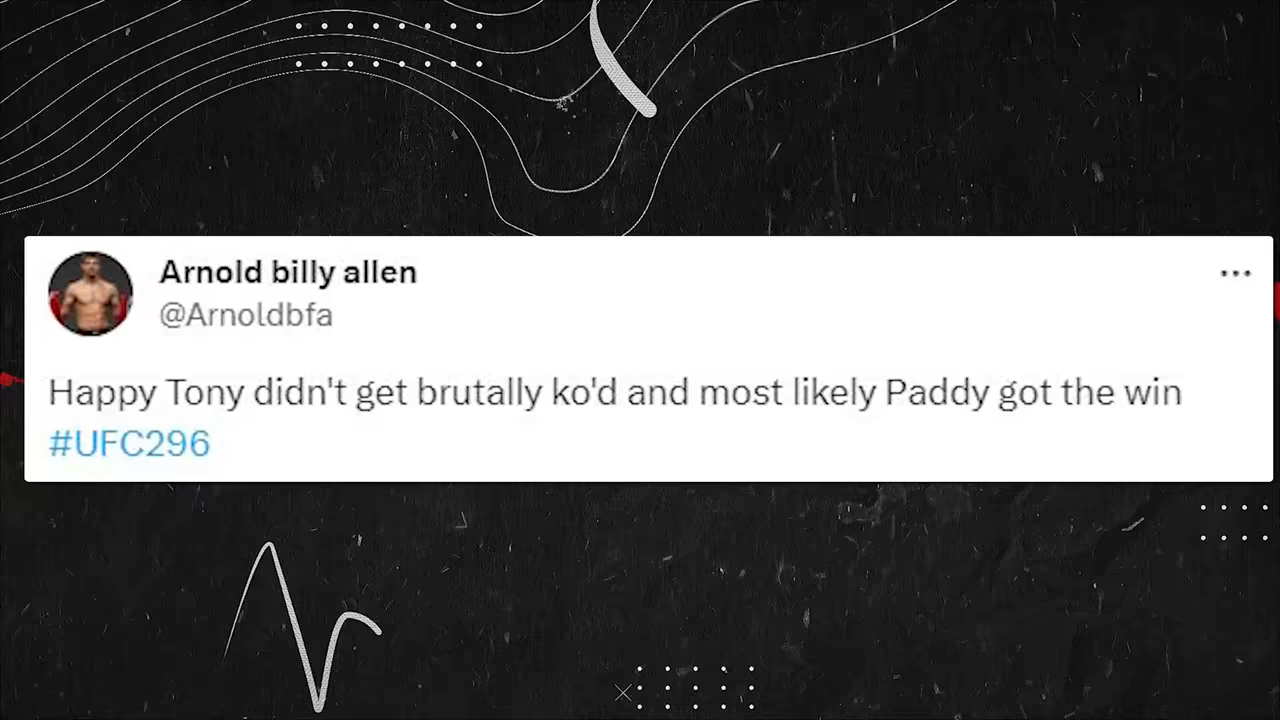 Arnold billy allen
@Arnoldbfa
Happy Tony didn't get brutally ko'd and most likely Paddy got the win
#UFC296